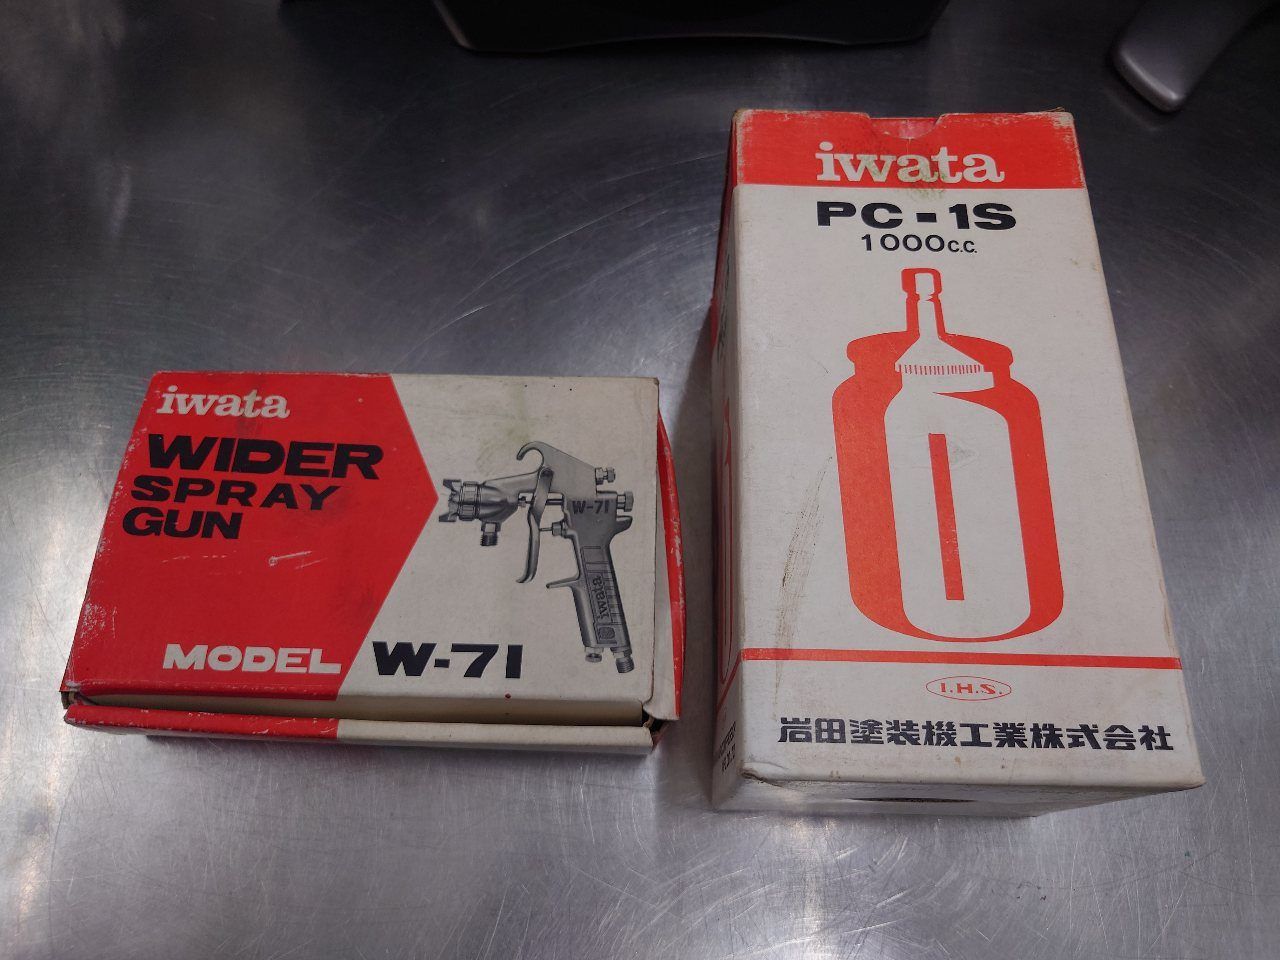 iwata
WIDER
SPRAY
GUN
MODEL W-71
W-71
iwata
iwata
PC-1S
1000c.c.
I.H.S.
岩田塗装機工業株式会社